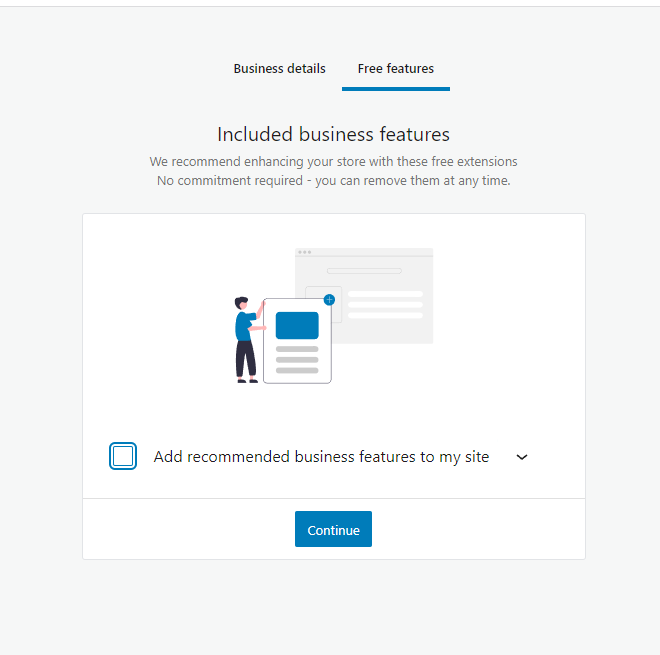 Business details
Free features
Included business features
We recommend enhancing your store with these free extensions
No commitment required - you can remove them at any time.
Add recommended business features to my site
Continue